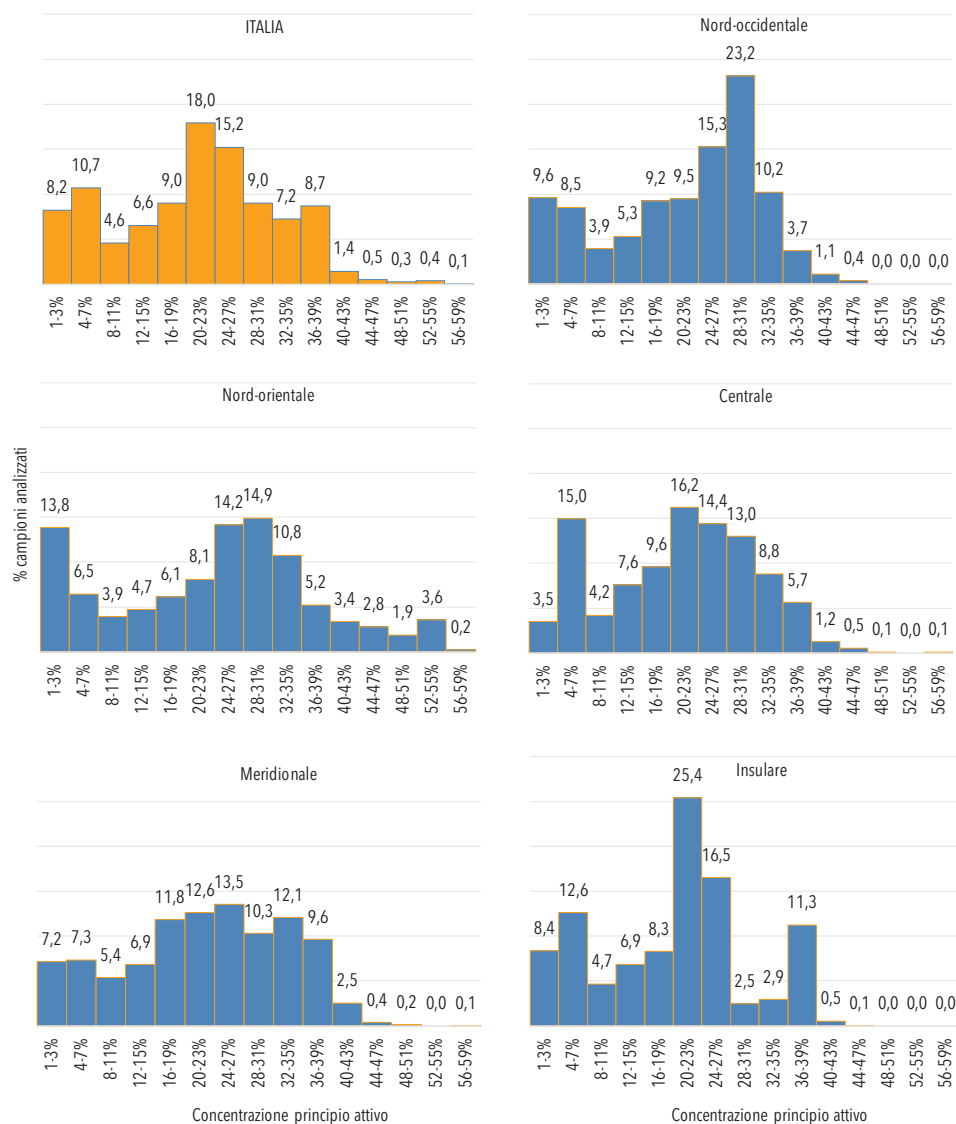 ITALIA
8,2 10,7 4,6 6,6 9,0 18,0 15,2 9,0 7,2 8,7 1,4 0,5 0,3 0,4 0,1
1-3% 4-7% 8-11% 12-15% 16-19% 20-23% 24-27% 28-31% 32-35% 36-39% 40-43% 44-47% 48-51% 52-55% 56-59%
Nord-occidentale
9,6 8,5 3,9 5,3 9,2 9,5 15,3 23,2 10,2 3,7 1,1 0,4 0,0 0,0 0,0
1-3% 4-7% 8-11% 12-15% 16-19% 20-23% 24-27% 28-31% 32-35% 36-39% 40-43% 44-47% 48-51% 52-55% 56-59%
% campioni analizzati
Nord-orientale
13,8 6,5 3,9 4,7 6,1 8,1 14,2 14,9 10,8 5,2 3,4 2,8 1,9 3,6 0,2
1-3% 4-7% 8-11% 12-15% 16-19% 20-23% 24-27% 28-31% 32-35% 36-39% 40-43% 44-47% 48-51% 52-55% 56-59%
Centrale
3,5 15,0 4,2 7,6 9,6 16,2 14,4 13,0 8,8 5,7 1,2 0,5 0,1 0,0 0,1
1-3% 4-7% 8-11% 12-15% 16-19% 20-23% 24-27% 28-31% 32-35% 36-39% 40-43% 44-47% 48-51% 52-55% 56-59%
Meridionale
7,2 7,3 5,4 6,9 11,8 12,6 13,5 10,3 12,1 9,6 2,5 0,4 0,2 0,0 0,1
1-3% 4-7% 8-11% 12-15% 16-19% 20-23% 24-27% 28-31% 32-35% 36-39% 40-43% 44-47% 48-51% 52-55% 56-59%
Concentrazione principio attivo
Insulare
8,4 12,6 4,7 6,9 8,3 25,4 16,5 2,5 2,9 11,3 0,5 0,1 0,0 0,0 0,0
1-3% 4-7% 8-11% 12-15% 16-19% 20-23% 24-27% 28-31% 32-35% 36-39% 40-43% 44-47% 48-51% 52-55% 56-59%
Concentrazione principio attivo